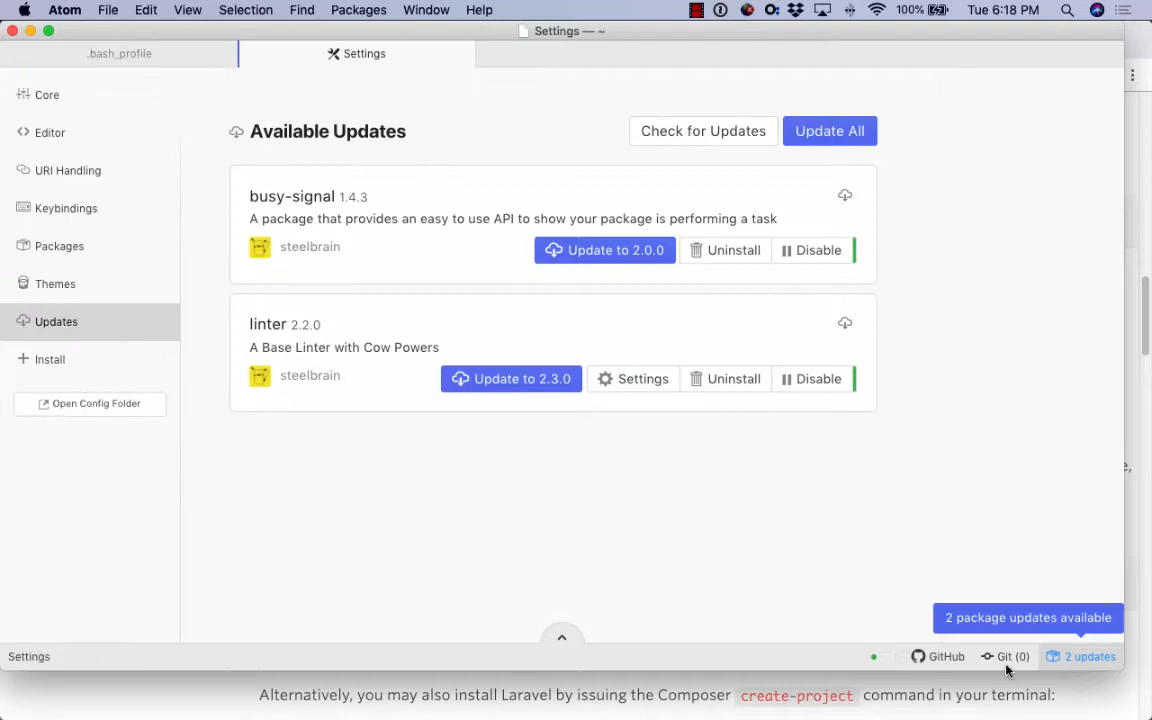 Atom File Edit View Selection Find Packages Window Help 100% Tue 6:18 PM
Settings — ~
.bash_profile
Settings
Core
Editor
URI Handling
Keybindings
Packages
Themes
Updates
Install
Open Config Folder
Available Updates
Check for Updates
Update All
busy-signal 1.4.3
A package that provides an easy to use API to show your package is performing a task
steelbrain
Update to 2.0.0
Uninstall
Disable
linter 2.2.0
A Base Linter with Cow Powers
steelbrain
Update to 2.3.0
Settings
Uninstall
Disable
e,
2 package updates available
Settings
GitHub
Git (0)
2 updates
Alternatively, you may also install Laravel by issuing the Composer create-project command in your terminal: